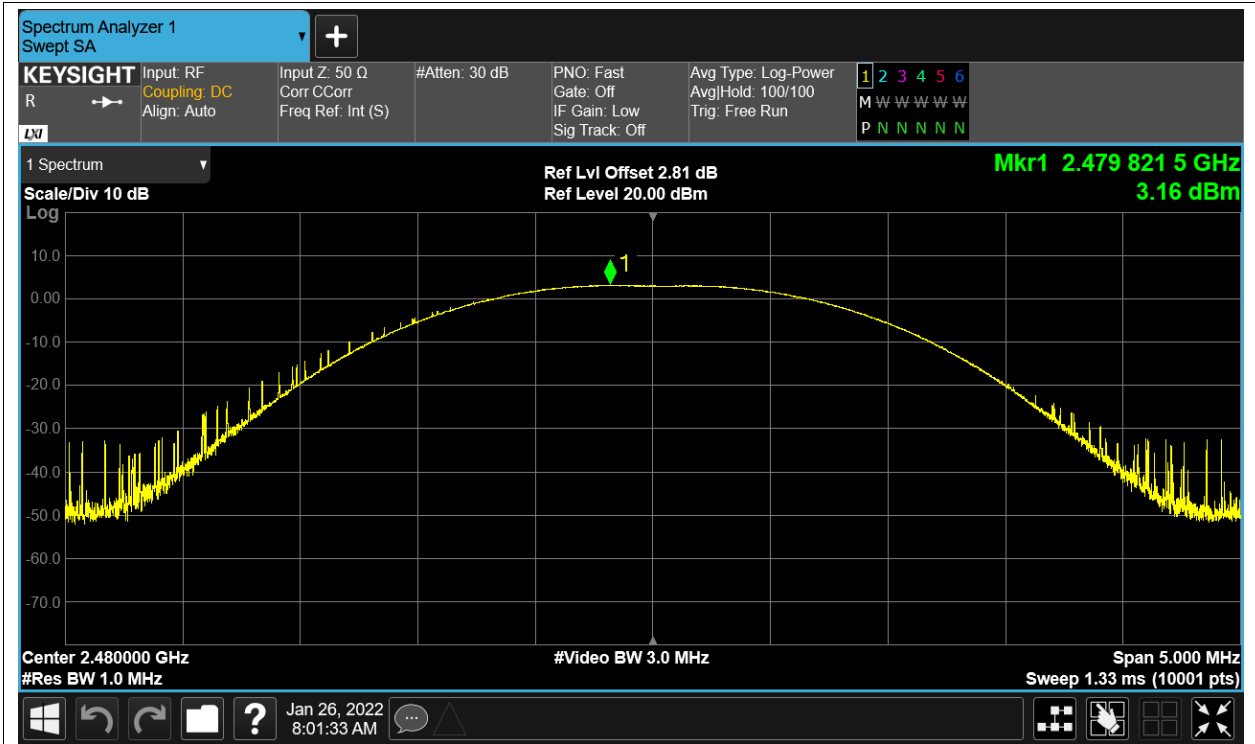 Spectrum Analyzer 1
Swept SA
+
KEYSIGHT
R
LXI
Input: RF
Coupling: DC
Align: Auto
Input Z: 50 Ω
Corr CCorr
Freq Ref: Int (S)
#Atten: 30 dB
PNO: Fast
Gate: Off
IF Gain: Low
Sig Track: Off
Avg Type: Log-Power
Avg|Hold: 100/100
Trig: Free Run
1 2 3 4 5 6
M W W W W W
P N N N N N
1 Spectrum
Scale/Div 10 dB
Log
Ref Lvl Offset 2.81 dB
Ref Level 20.00 dBm
Mkr1 2.479 821 5 GHz
3.16 dBm
1
10.0
0.00
-10.0
-20.0
-30.0
-40.0
-50.0
-60.0
-70.0
Center 2.480000 GHz
#Res BW 1.0 MHz
#Video BW 3.0 MHz
Span 5.000 MHz
Sweep 1.33 ms (10001 pts)
?
Jan 26, 2022
8:01:33 AM